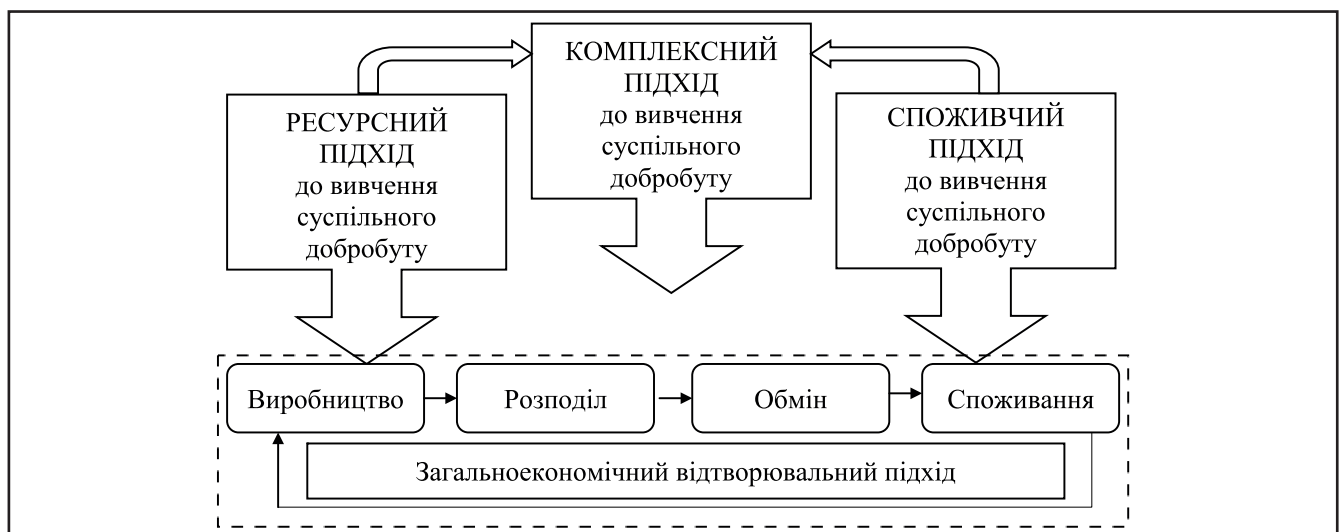 КОМПЛЕКСНИЙ
ПІДХІД
до вивчення
суспільного
добробуту
РЕСУРСНИЙ
ПІДХІД
до вивчення
суспільного
добробуту
СПОЖИВЧИЙ
ПІДХІД
до вивчення
суспільного
добробуту
Виробництво
Розподіл
Обмін
Споживання
Загальноекономічний відтворювальний підхід